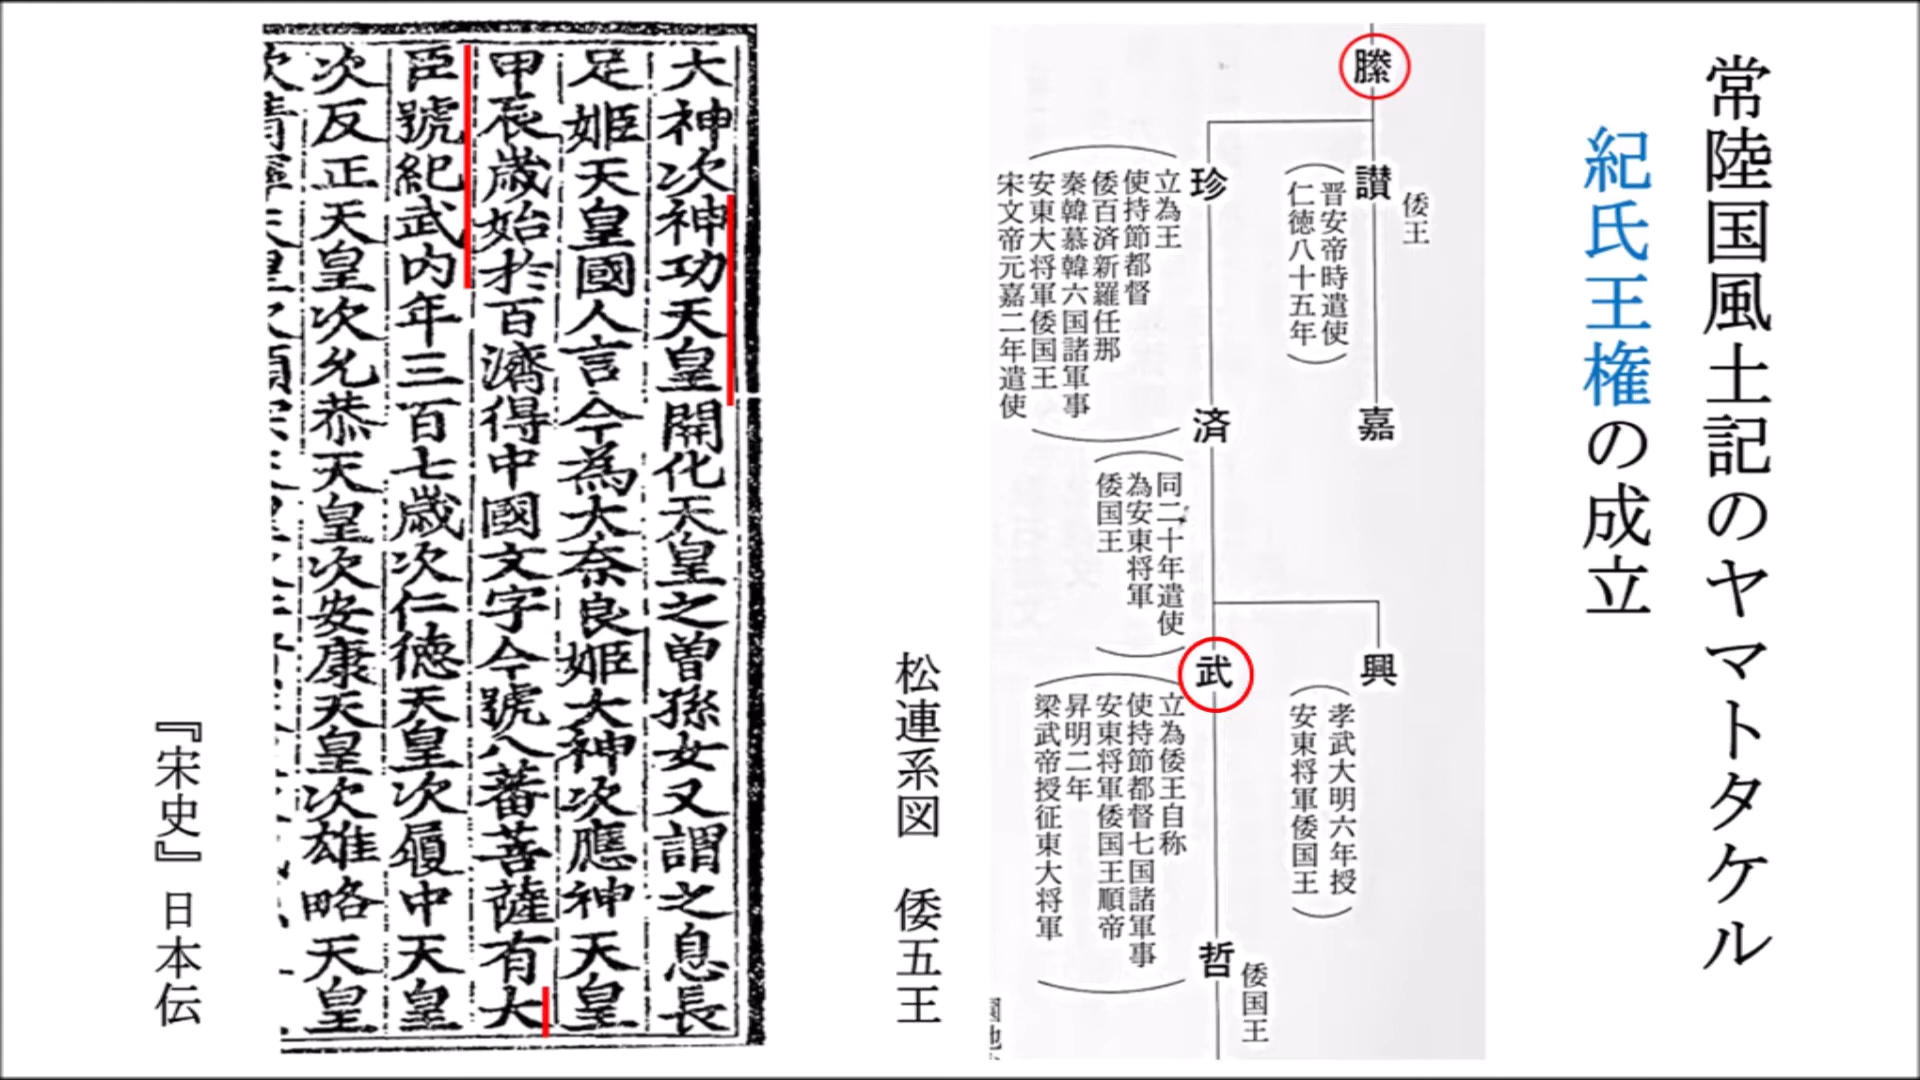 常陸国風土記のヤマトタケル
紀氏王権の成立
縢
倭王
讃
晋安帝時遣使
仁徳八十五年
嘉
珍
立為王
使持節都督
倭百済新羅任那
秦韓慕韓六国諸軍事
安東大将軍倭国王
宋文帝元嘉二年遣使
済
同二十年遣使
為安東将軍
倭国王
興
孝武大明六年授
安東将軍倭国王
武
立為倭王自称
使持節都督七国諸軍事
安東将軍倭国王順帝
昇明二年
梁武帝授征東大将軍
哲
倭国王
松連系図 倭五王
大神次神功天皇開化天皇之曽孫女又謂之息長
足姫天皇國人言今為大奈良姫大神次應神天皇
甲辰歳始於百濟得中國文字今號八蕃菩薩有大
臣號紀武内年三百七歳次仁徳天皇次履中天皇
次反正天皇次允恭天皇次安康天皇次雄略天皇
『宋史』日本伝